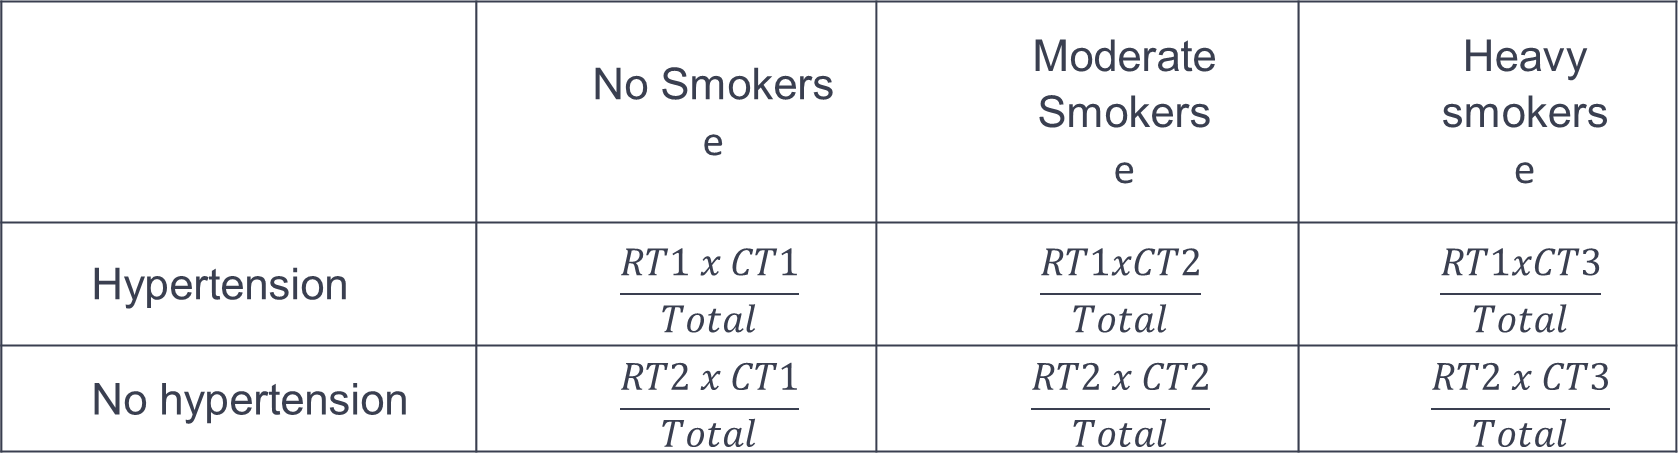 No Smokers
e
Moderate
Smokers
e
Heavy
smokers
e
Hypertension
RT1 x CT1
Total
RT1xCT2
Total
RT1xCT3
Total
No hypertension
RT2 x CT1
Total
RT2 x CT2
Total
RT2 x CT3
Total